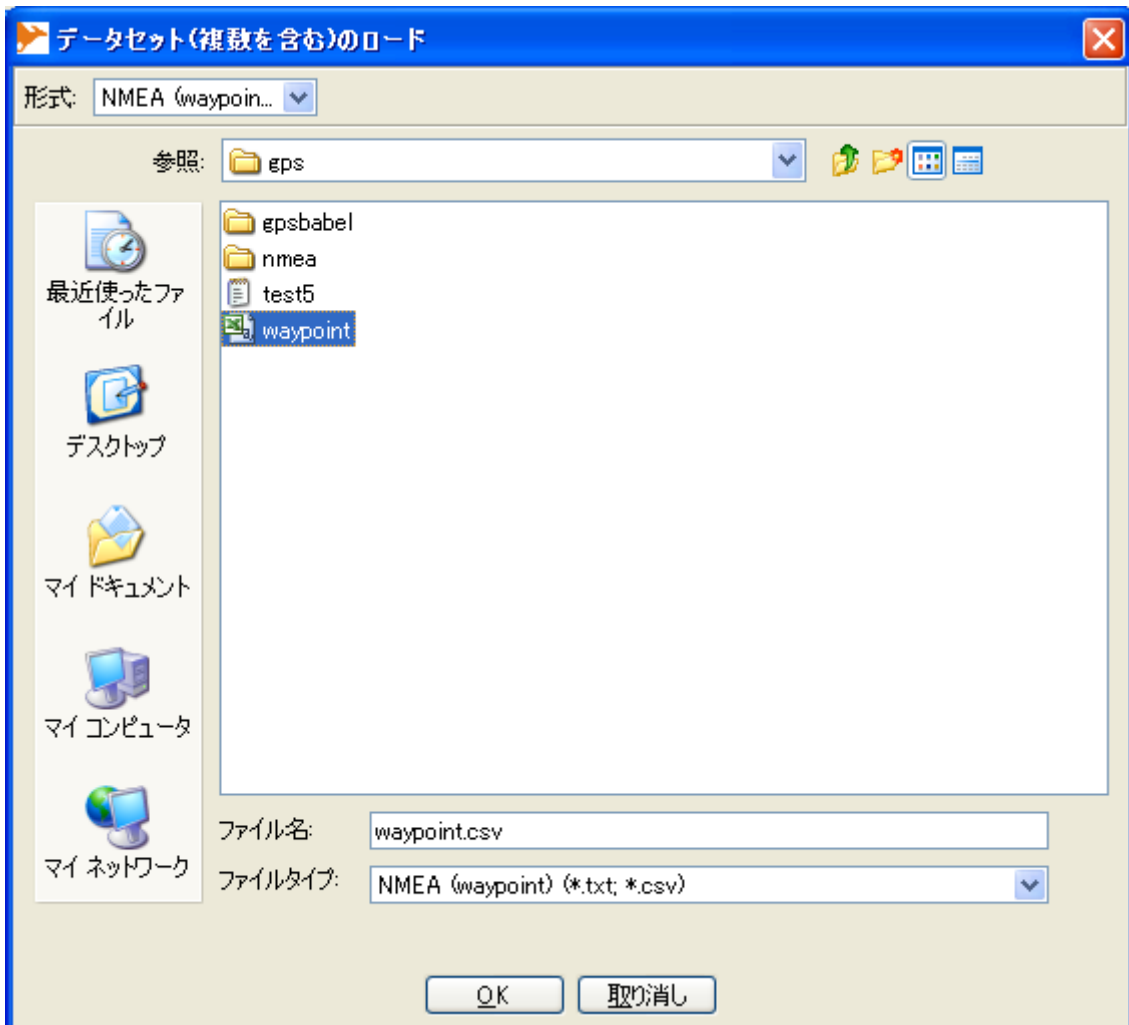 データセット(複数を含む)のロード
形式: NMEA (waypoin...
参照: gps
gpsbabel
nmea
test5
waypoint
最近使ったファ
イル
デスクトップ
マイ ドキュメント
マイ コンピュータ
マイ ネットワーク
ファイル名: waypoint.csv
ファイルタイプ: NMEA (waypoint) (*.txt; *.csv)
OK 取り消し